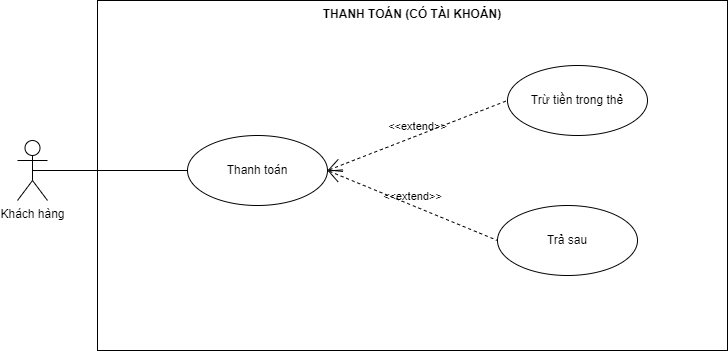 THANH TOÁN (CÓ TÀI KHOẢN)
Trừ tiền trong thẻ
<<extend>>
Thanh toán
<<extend>>
Khách hàng
Trả sau